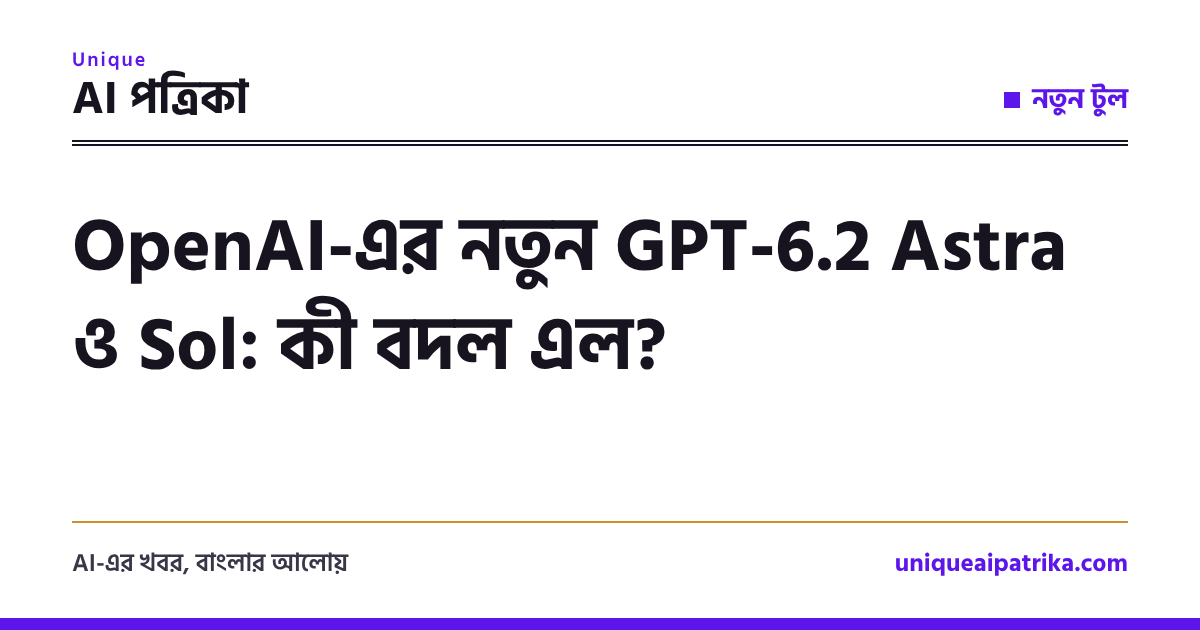 Unique
AI পত্রিকা
নতুন টুল
OpenAI-এর নতুন GPT-6.2 Astra
ও Sol: কী বদল এল?
AI-এর খবর, বাংলার আলোয়
uniqueaipatrika.com